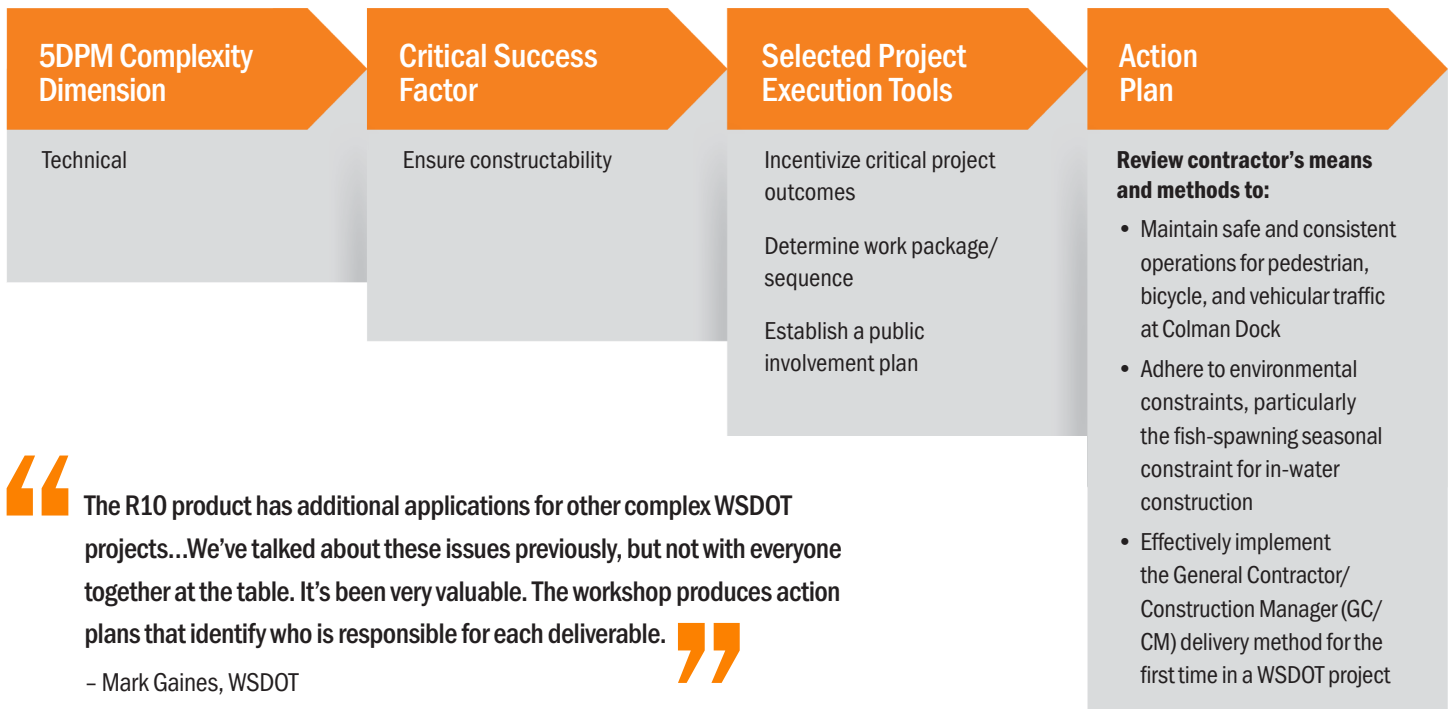 5DPM Complexity
Dimension
Technical
Critical Success
Factor
Ensure constructability
Selected Project
Execution Tools
Incentivize critical project
outcomes
Determine work package/
sequence
Establish a public
involvement plan
Action
Plan
Review contractor's means
and methods to:
• Maintain safe and consistent
operations for pedestrian,
bicycle, and vehicular traffic
at Colman Dock
• Adhere to environmental
constraints, particularly
the fish-spawning seasonal
constraint for in-water
construction
• Effectively implement
the General Contractor/
Construction Manager (GC/
CM) delivery method for the
first time in a WSDOT project
“ The R10 product has additional applications for other complex WSDOT
projects...We've talked about these issues previously, but not with everyone
together at the table. It's been very valuable. The workshop produces action
plans that identify who is responsible for each deliverable. ”
– Mark Gaines, WSDOT